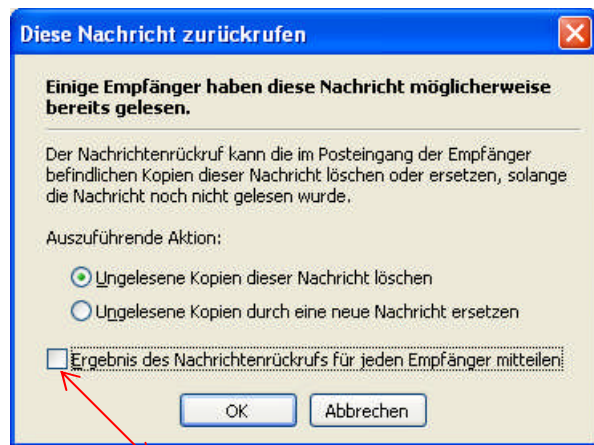 Diese Nachricht zurückrufen
Einige Empfänger haben diese Nachricht möglicherweise
bereits gelesen.
Der Nachrichtenrückruf kann die im Posteingang der Empfänger
befindlichen Kopien dieser Nachricht löschen oder ersetzen, solange
die Nachricht noch nicht gelesen wurde.
Auszuführende Aktion:
Ungelesene Kopien dieser Nachricht löschen
Ungelesene Kopien durch eine neue Nachricht ersetzen
Ergebnis des Nachrichtenrückrufs für jeden Empfänger mitteilen
OK Abbrechen